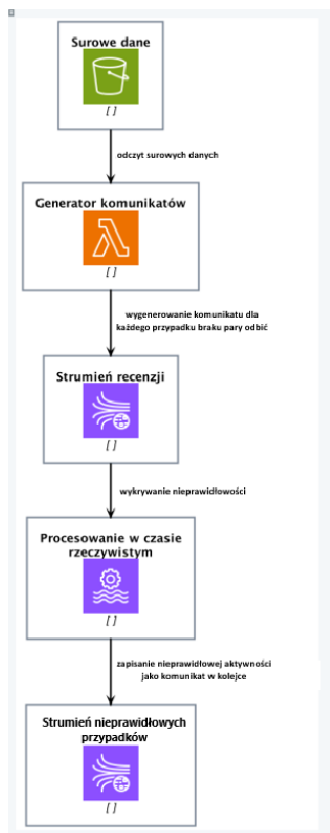 Surowe dane
[ ]
odczyt surowych danych
Generator komunikatów
[ ]
wygenerowanie komunikatu dla
każdego przypadku braku pary odbić
Strumień recenzji
[ ]
wykrywanie nieprawidłowości
Procesowanie w czasie
rzeczywistym
[ ]
zapisanie nieprawidłowej aktywności
jako komunikat w kolejce
Strumień nieprawidłowych
przypadków
[ ]